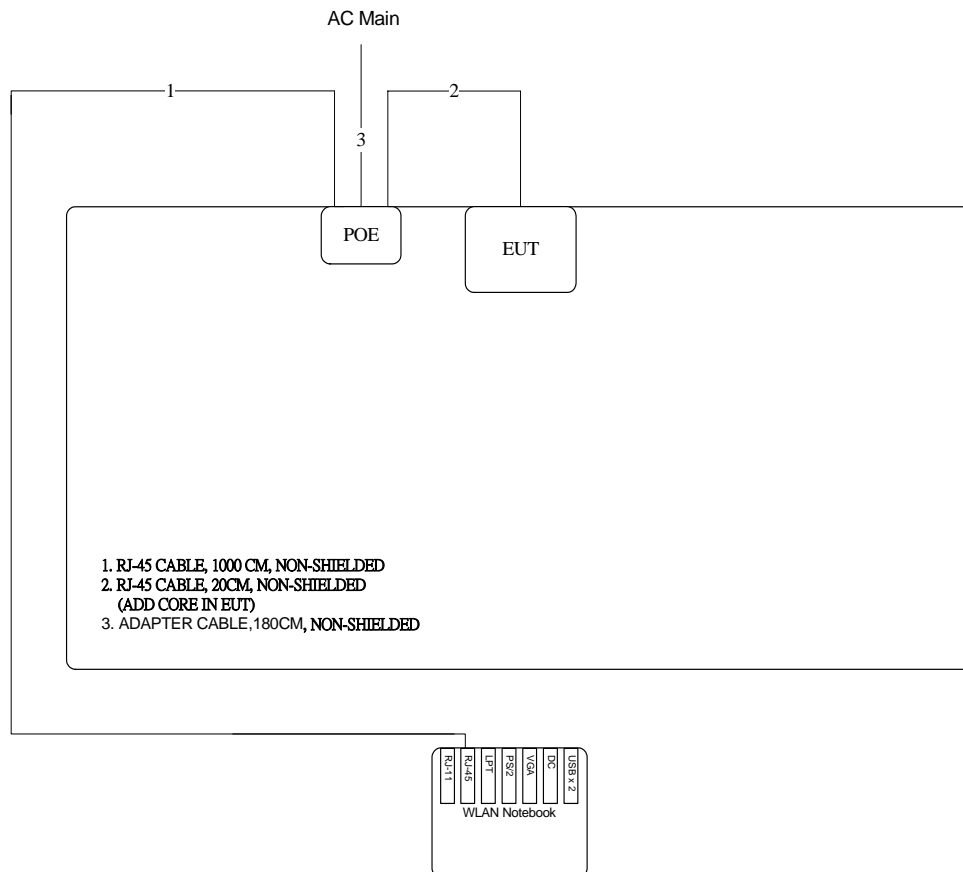 AC Main
1
2
3
POE
EUT
1. RJ-45 CABLE, 1000 CM, NON-SHIELDED
2. RJ-45 CABLE, 20CM, NON-SHIELDED
(ADD CORE IN EUT)
3. ADAPTER CABLE,180CM, NON-SHIELDED
RJ-11
RJ-45
LPT
PS/2
VGA
DC
USB x 2
WLAN Notebook